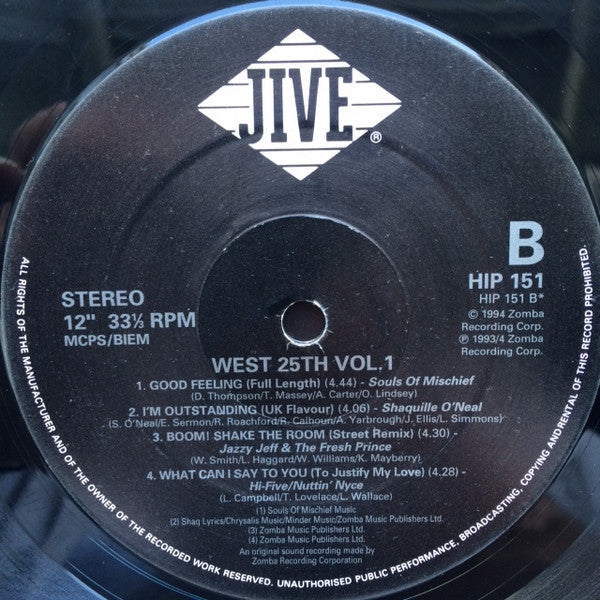 JIVE
®
B
HIP 151
HIP 151 B*
© 1994 Zomba
Recording Corp.
℗ 1993/4 Zomba
Recording Corp.
STEREO
12" 33⅓ RPM
MCPS/BIEM
WEST 25TH VOL.1
1. GOOD FEELING (Full Length) (4.44) - Souls Of Mischief
(D. Thompson/T. Massey/A. Carter/O. Lindsey)
2. I'M OUTSTANDING (UK Flavour) (4.06) - Shaquille O'Neal
(S. O'Neal/E. Sermon/R. Roachford/R. Calhoun/A. Yarbrough/J. Ellis/L. Simmons)
3. BOOM! SHAKE THE ROOM (Street Remix) (4.30) -
Jazzy Jeff & The Fresh Prince
(W. Smith/L. Haggard/W. Williams/K. Mayberry)
4. WHAT CAN I SAY TO YOU (To Justify My Love) (4.28) -
Hi-Five/Nuttin' Nyce
(L. Campbell/T. Lovelace/L. Wallace)
(1) Souls Of Mischief Music
(2) Shaq Lyrics/Chrysalis Music/Minder Music/Zomba Music Publishers Ltd.
(3) Zomba Music Publishers Ltd.
(4) Zomba Music Publishers Ltd.
An original sound recording made by
Zomba Recording Corporation
ALL RIGHTS OF THE MANUFACTURER AND OF THE OWNER OF THE RECORDED WORK RESERVED. UNAUTHORISED PUBLIC PERFORMANCE, BROADCASTING, COPYING AND RENTAL OF THIS RECORD PROHIBITED.